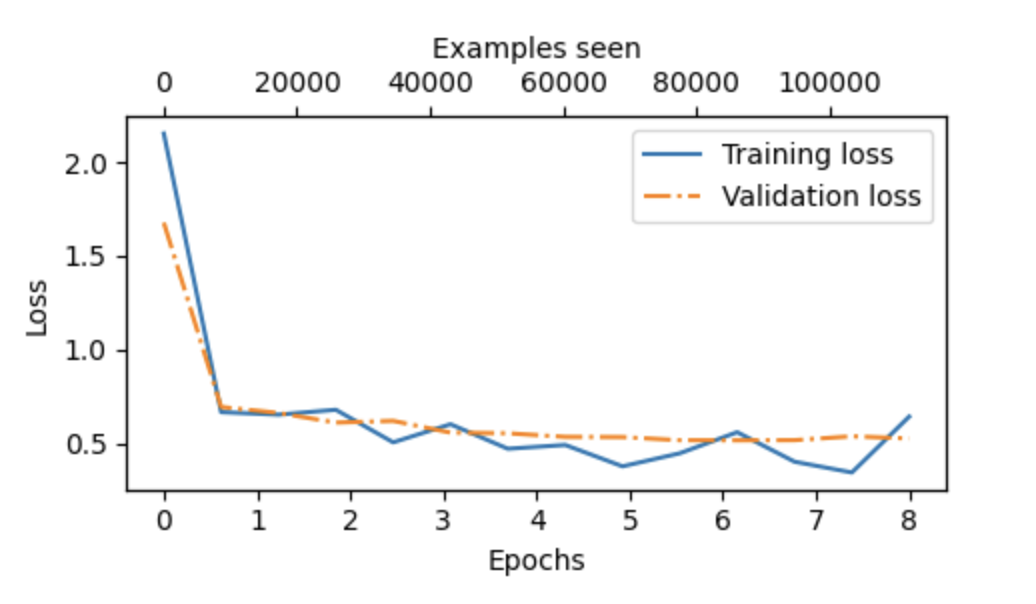 Examples seen
0 20000 40000 60000 80000 100000
Training loss
Validation loss
2.0
1.5
1.0
0.5
Loss
0 1 2 3 4 5 6 7 8
Epochs